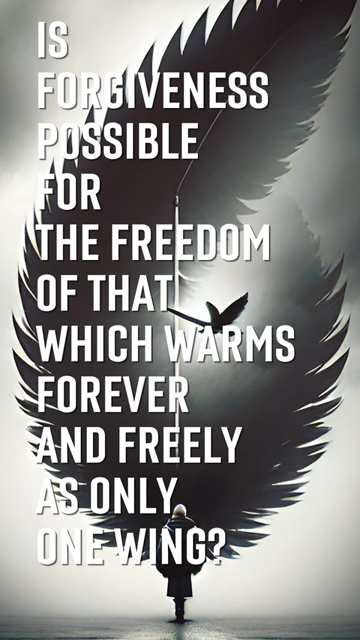 IS
FORGIVENESS
POSSIBLE
FOR
THE FREEDOM
OF THAT
WHICH WARMS
FOREVER
AND FREELY
AS ONLY
ONE WING?